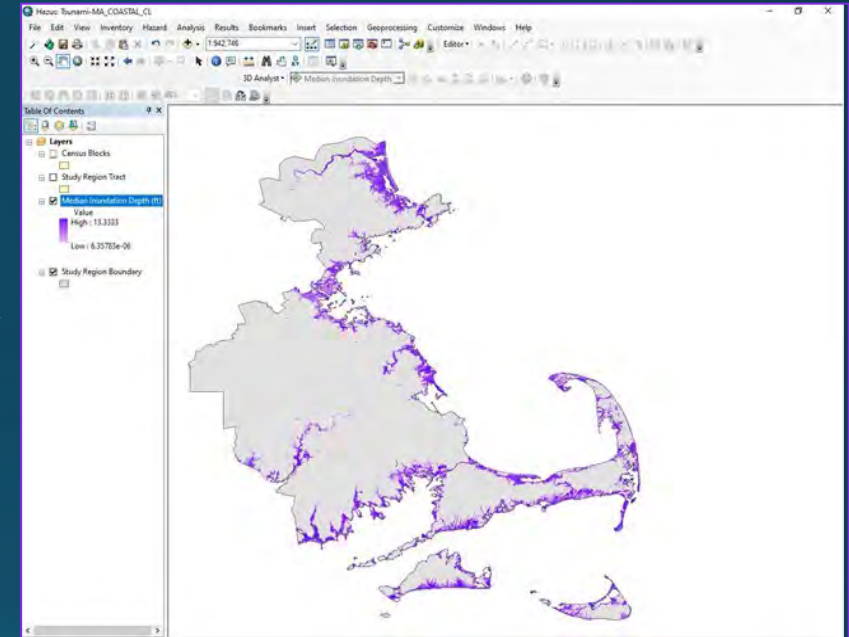 Hazus: Tsunami-MA_COASTAL_CL
File Edit View Inventory Hazard Analysis Results Bookmarks Insert Selection Geoprocessing Customize Windows Help
1:942,746
Editor
3D Analyst
Median Inundation Depth
Table Of Contents
Layers
Census Blocks
Study Region Tract
Median Inundation Depth (ft)
Value
High : 13.3333
Low : 6.35783e-06
Study Region Boundary